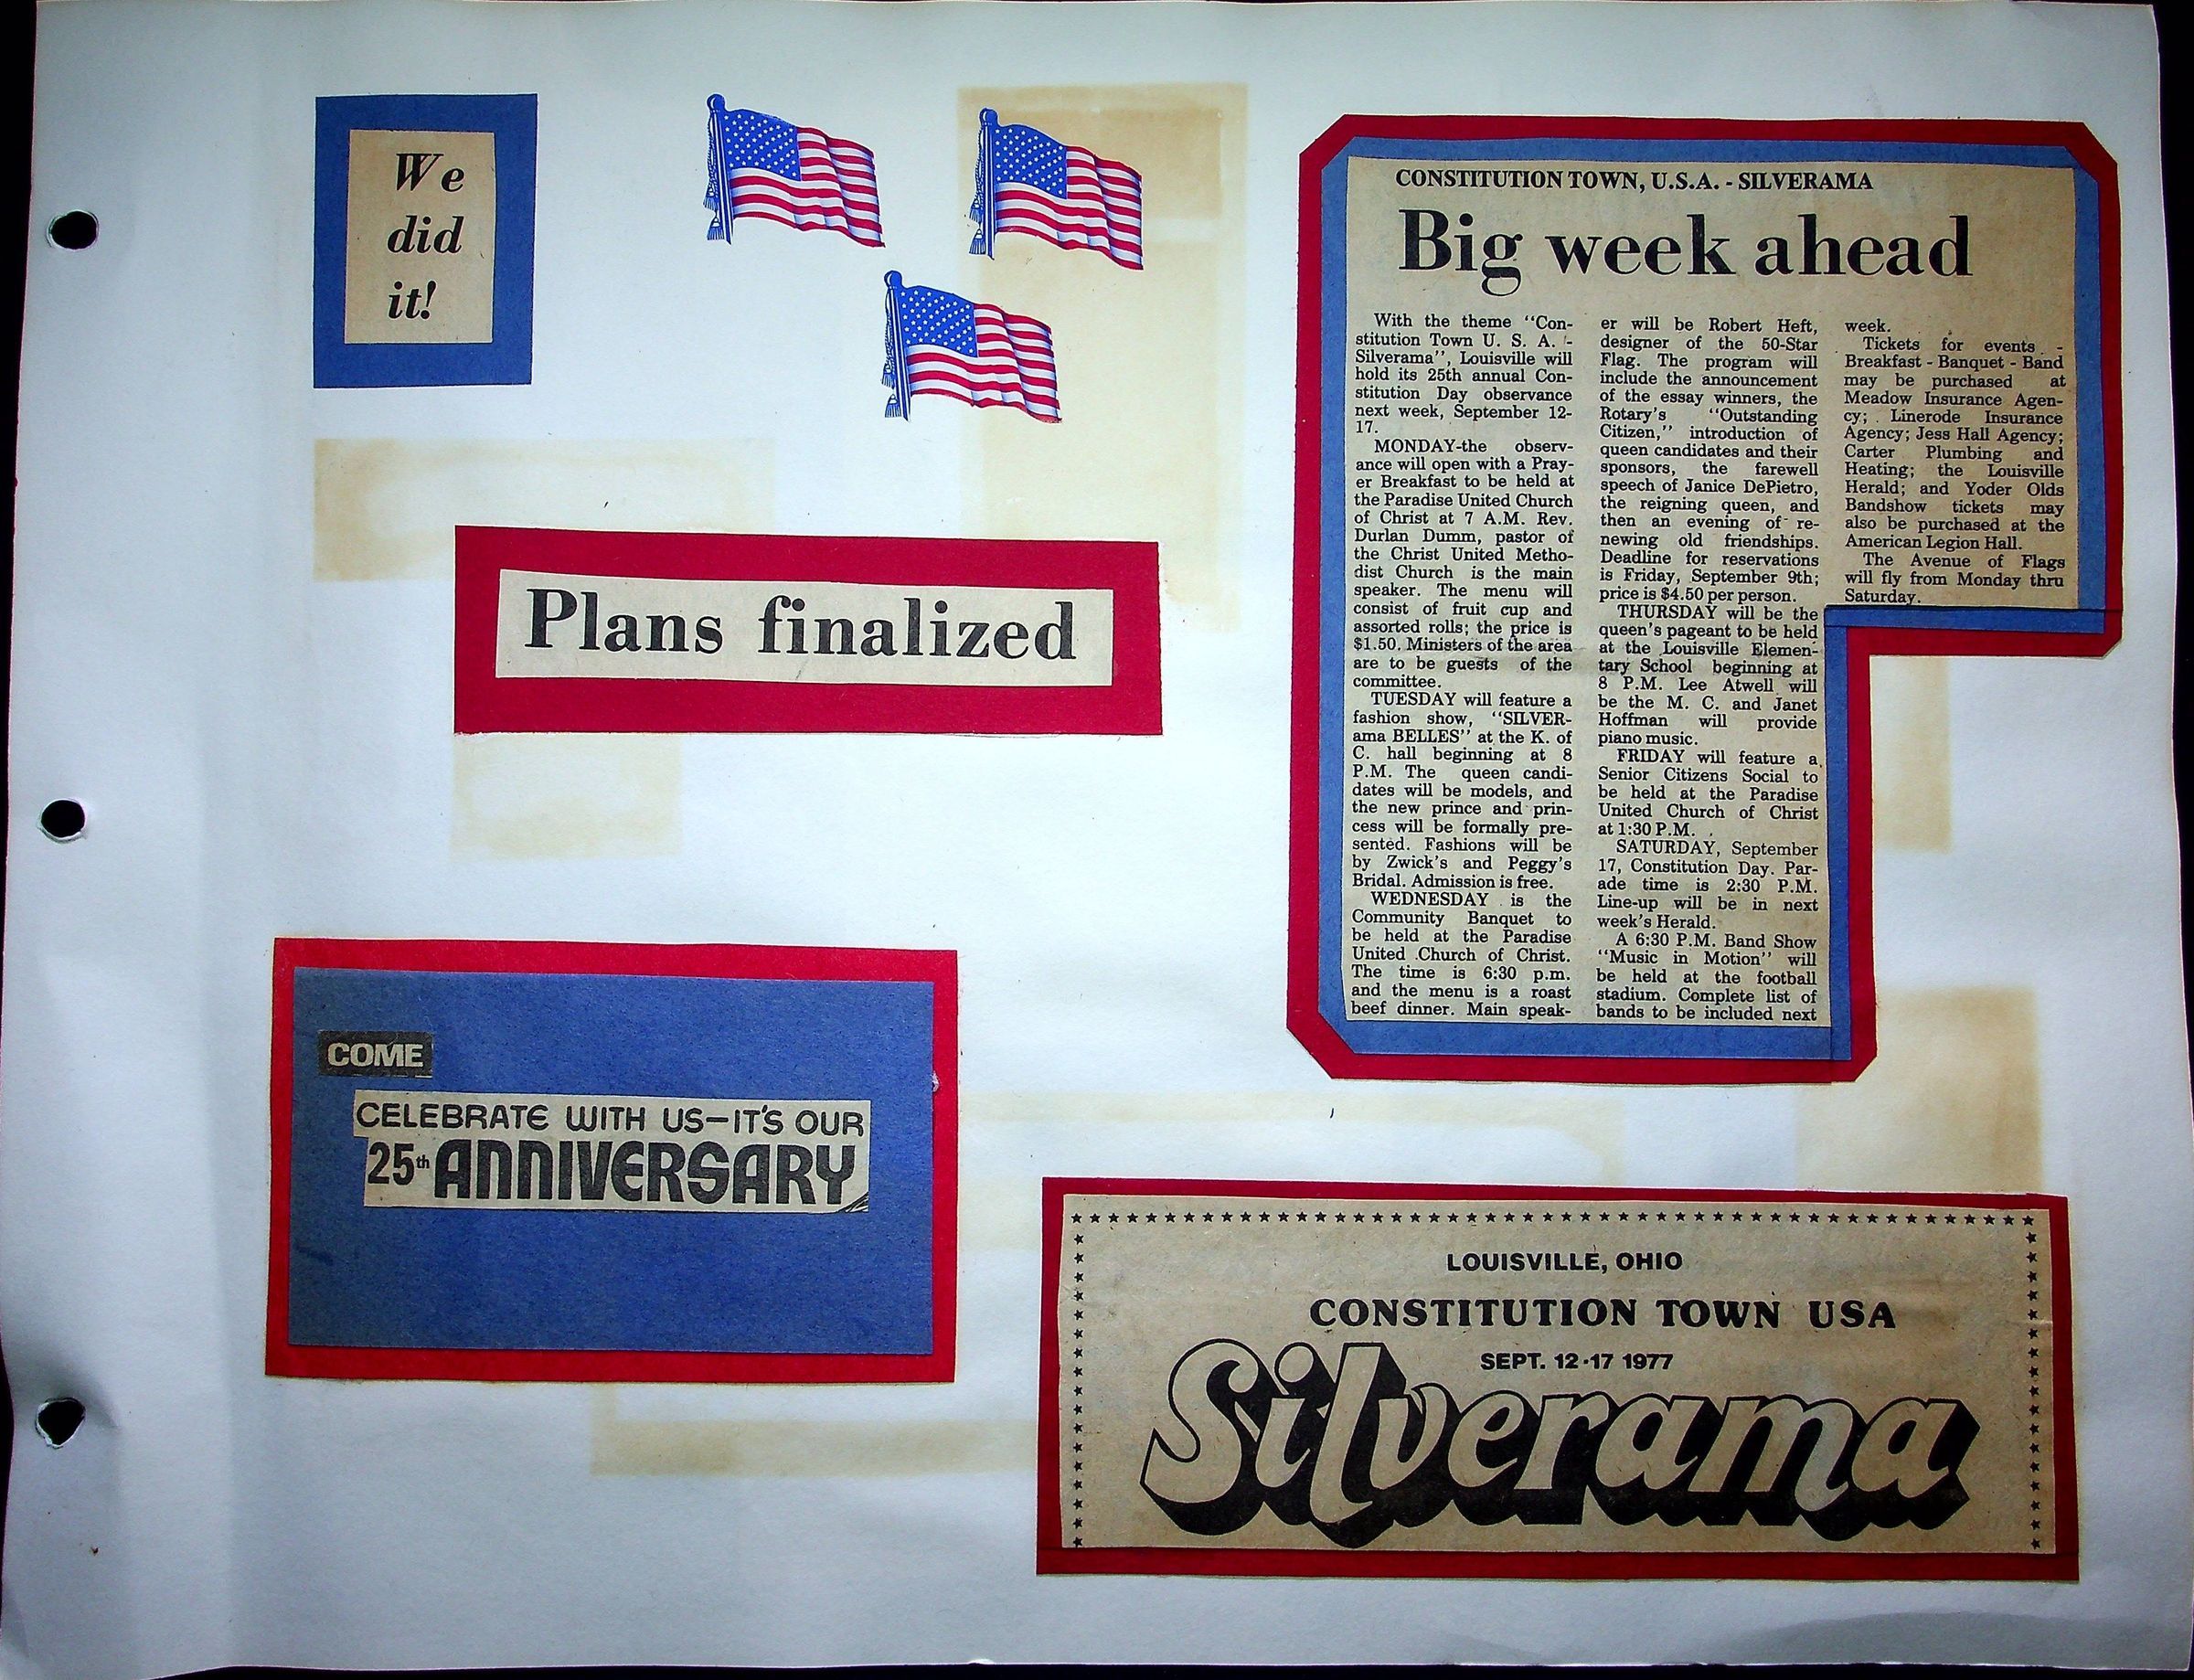 We
did
it!
Plans finalized
COME
CELEBRATE WITH US—IT'S OUR
25th ANNIVERSARY
CONSTITUTION TOWN, U.S.A. - SILVERAMA
Big week ahead
With the theme "Con-
stitution Town U. S. A. -
Silverama", Louisville will
hold its 25th annual Con-
stitution Day observance
next week, September 12-
17.
MONDAY-the observ-
ance will open with a Pray-
er Breakfast to be held at
the Paradise United Church
of Christ at 7 A.M. Rev.
Durlan Dumm, pastor of
the Christ United Metho-
dist Church is the main
speaker. The menu will
consist of fruit cup and
assorted rolls; the price is
$1.50. Ministers of the area
are to be guests of the
committee.
TUESDAY will feature a
fashion show, "SILVER-
ama BELLES" at the K. of
C. hall beginning at 8
P.M. The queen candi-
dates will be models, and
the new prince and prin-
cess will be formally pre-
sented. Fashions will be
by Zwick's and Peggy's
Bridal. Admission is free.
WEDNESDAY is the
Community Banquet to
be held at the Paradise
United Church of Christ.
The time is 6:30 p.m.
and the menu is a roast
beef dinner. Main speak-
er will be Robert Heft,
designer of the 50-Star
Flag. The program will
include the announcement
of the essay winners, the
Rotary's "Outstanding
Citizen," introduction of
queen candidates and their
sponsors, the farewell
speech of Janice DePietro,
the reigning queen, and
then an evening of re-
newing old friendships.
Deadline for reservations
is Friday, September 9th;
price is $4.50 per person.
THURSDAY will be the
queen's pageant to be held
at the Louisville Elemen-
tary School beginning at
8 P.M. Lee Atwell will
be the M. C. and Janet
Hoffman will provide
piano music.
FRIDAY will feature a
Senior Citizens Social to
be held at the Paradise
United Church of Christ
at 1:30 P.M.
SATURDAY, September
17, Constitution Day. Par-
ade time is 2:30 P.M.
Line-up will be in next
week's Herald.
A 6:30 P.M. Band Show
"Music in Motion" will
be held at the football
stadium. Complete list of
bands to be included next
week.
Tickets for events -
Breakfast - Banquet - Band
may be purchased at
Meadow Insurance Agen-
cy; Linerode Insurance
Agency; Jess Hall Agency;
Carter Plumbing and
Heating; the Louisville
Herald; and Yoder Olds
Bandshow tickets may
also be purchased at the
American Legion Hall.
The Avenue of Flags
will fly from Monday thru
Saturday.
LOUISVILLE, OHIO
CONSTITUTION TOWN USA
SEPT. 12-17 1977
Silverama